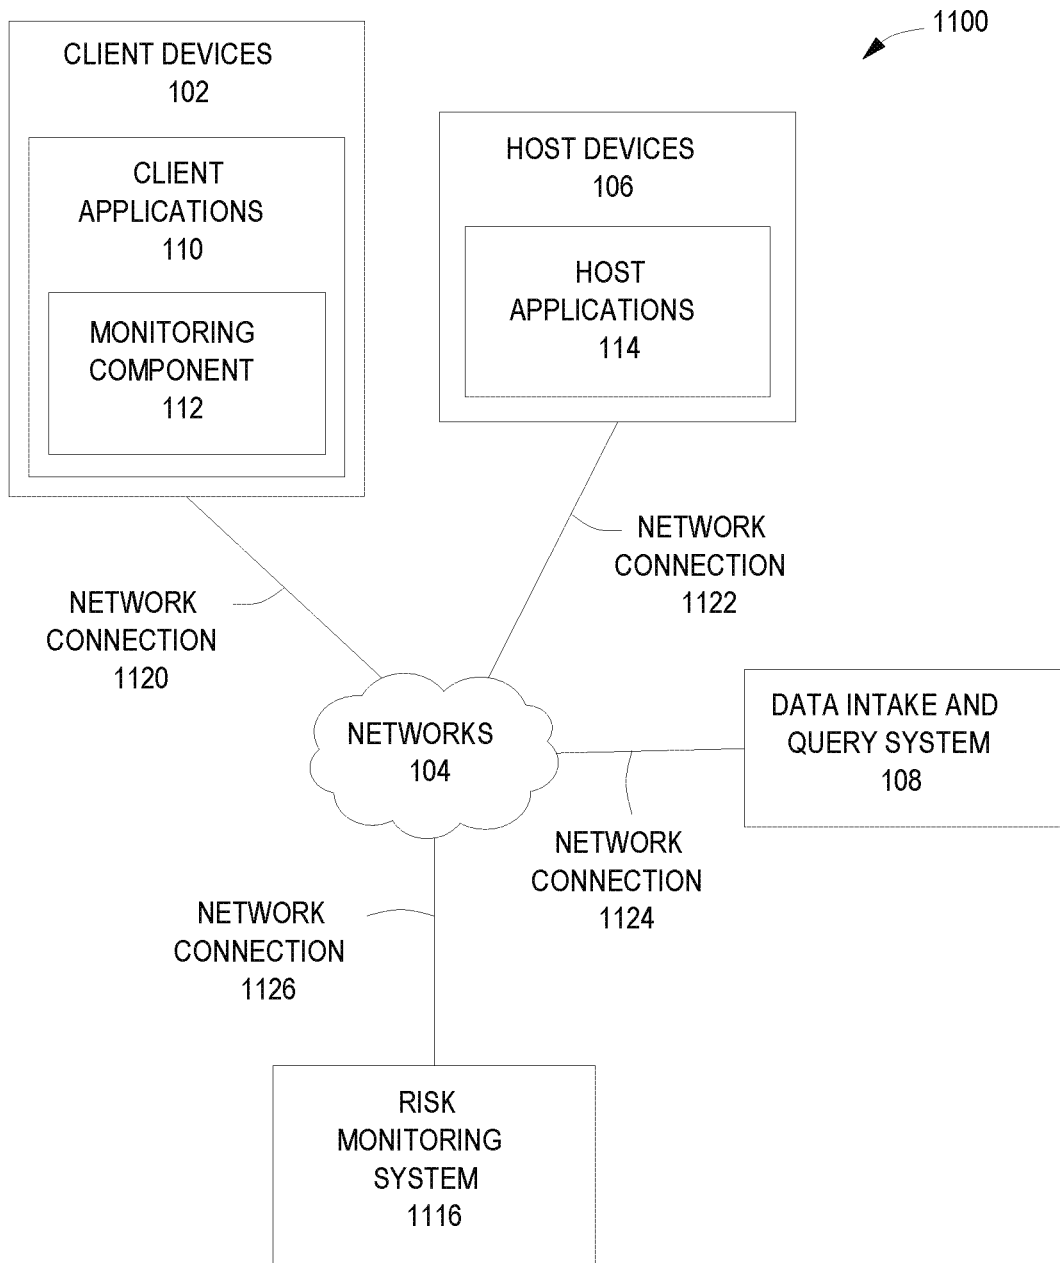 1100
CLIENT DEVICES
102
CLIENT
APPLICATIONS
110
MONITORING
COMPONENT
112
HOST DEVICES
106
HOST
APPLICATIONS
114
NETWORK
CONNECTION
1120
NETWORK
CONNECTION
1122
NETWORKS
104
DATA INTAKE AND
QUERY SYSTEM
108
NETWORK
CONNECTION
1124
NETWORK
CONNECTION
1126
RISK
MONITORING
SYSTEM
1116